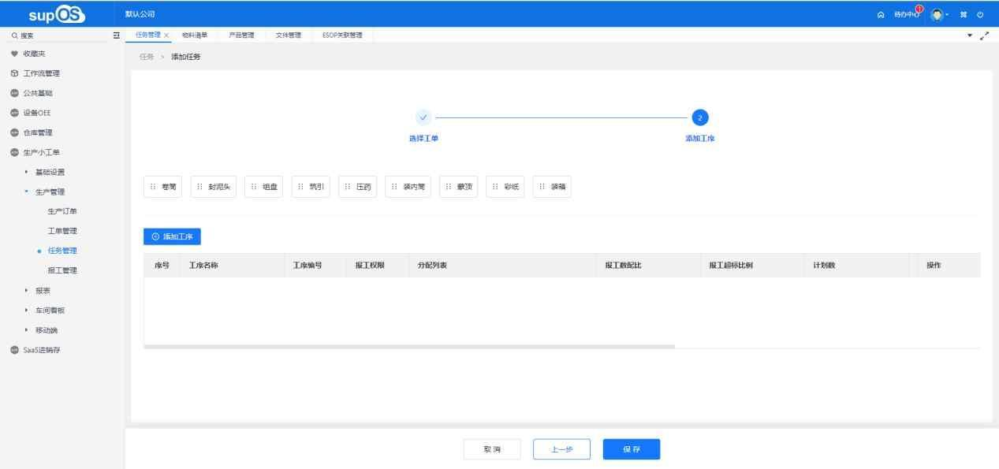 supOS 默认公司 待办中心 1
搜索 任务管理 物料清单 产品管理 文件管理 ESOP关联管理
收藏夹 任务 > 添加任务
工作流管理
公共基础
设备OEE
仓库管理
生产小工单
基础设置
生产管理
生产订单
工单管理
任务管理
报工管理
报表
车间看板
移动端
SaaS进销存
2
选择工单 添加工序
卷筒 封泥头 组盘 筑引 压药 装内筒 蒙顶 彩纸 装箱
添加工序
序号 工序名称 工序编号 报工权限 分配列表 报工数配比 报工超标比例 计划数 操作
取消 上一步 保存